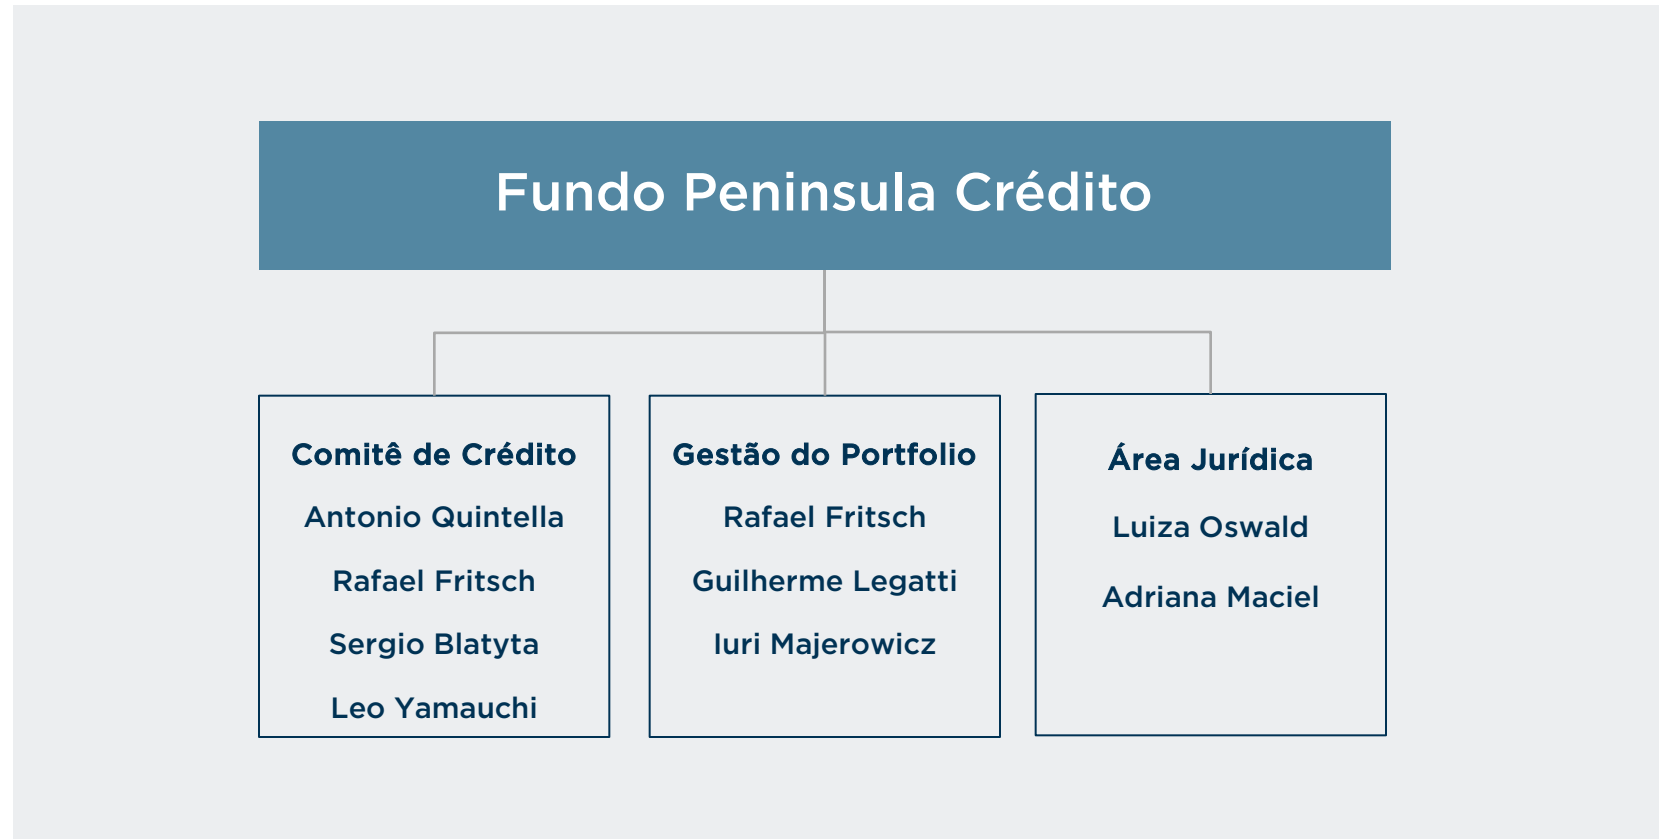 Fundo Peninsula Crédito
Comitê de Crédito
Antonio Quintella
Rafael Fritsch
Sergio Blatyta
Leo Yamauchi
Gestão do Portfolio
Rafael Fritsch
Guilherme Legatti
Iuri Majerowicz
Área Jurídica
Luiza Oswald
Adriana Maciel